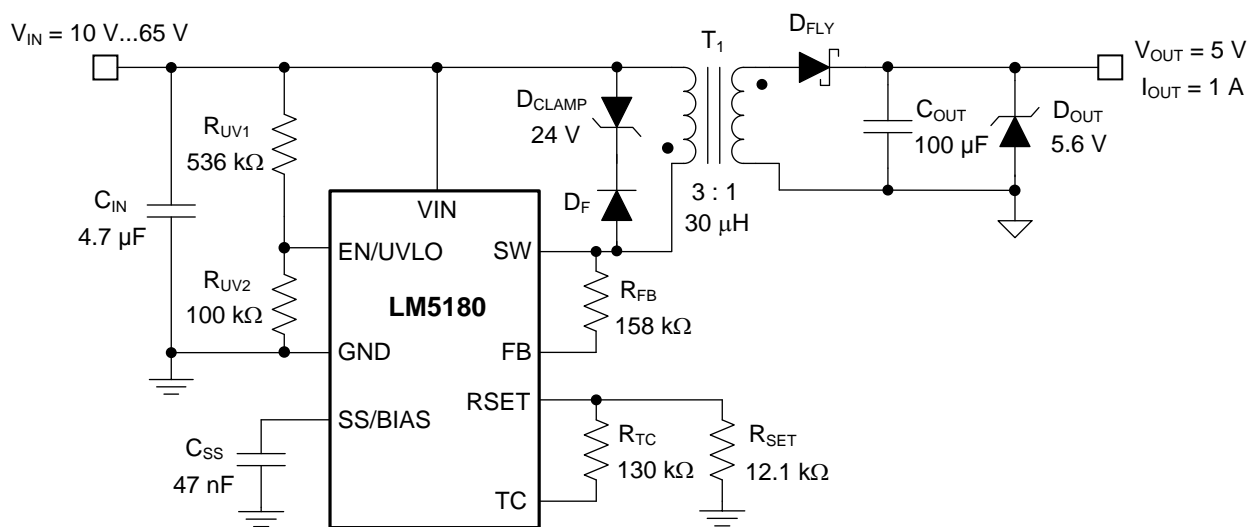 V_IN = 10 V...65 V
T_1
D_FLY
V_OUT = 5 V
I_OUT = 1 A
D_CLAMP
24 V
C_OUT
100 µF
D_OUT
5.6 V
R_UV1
536 kΩ
C_IN
4.7 µF
D_F
3 : 1
30 μH
VIN
EN/UVLO
SW
R_UV2
100 kΩ
LM5180
R_FB
158 kΩ
GND
FB
RSET
SS/BIAS
C_SS
47 nF
R_TC
130 kΩ
R_SET
12.1 kΩ
TC